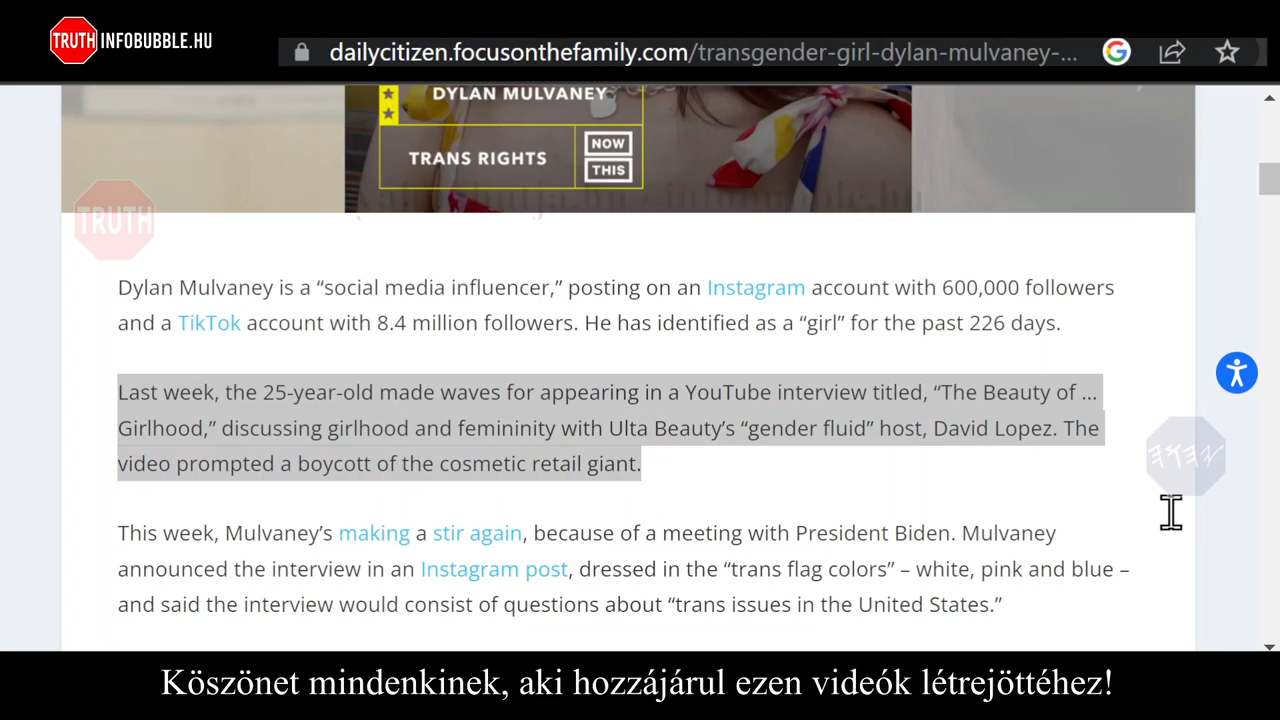 TRUTH INFOBUBBLE.HU
dailycitizen.focusonthefamily.com/transgender-girl-dylan-mulvaney-...
DYLAN MULVANEY
TRANS RIGHTS
NOW
THIS
TRUTH
Dylan Mulvaney is a “social media influencer,” posting on an Instagram account with 600,000 followers
and a TikTok account with 8.4 million followers. He has identified as a “girl” for the past 226 days.
Last week, the 25-year-old made waves for appearing in a YouTube interview titled, “The Beauty of …
Girlhood,” discussing girlhood and femininity with Ulta Beauty’s “gender fluid” host, David Lopez. The
video prompted a boycott of the cosmetic retail giant.
This week, Mulvaney’s making a stir again, because of a meeting with President Biden. Mulvaney
announced the interview in an Instagram post, dressed in the “trans flag colors” – white, pink and blue –
and said the interview would consist of questions about “trans issues in the United States.”
Köszönet mindenkinek, aki hozzájárul ezen videók létrejöttéhez!